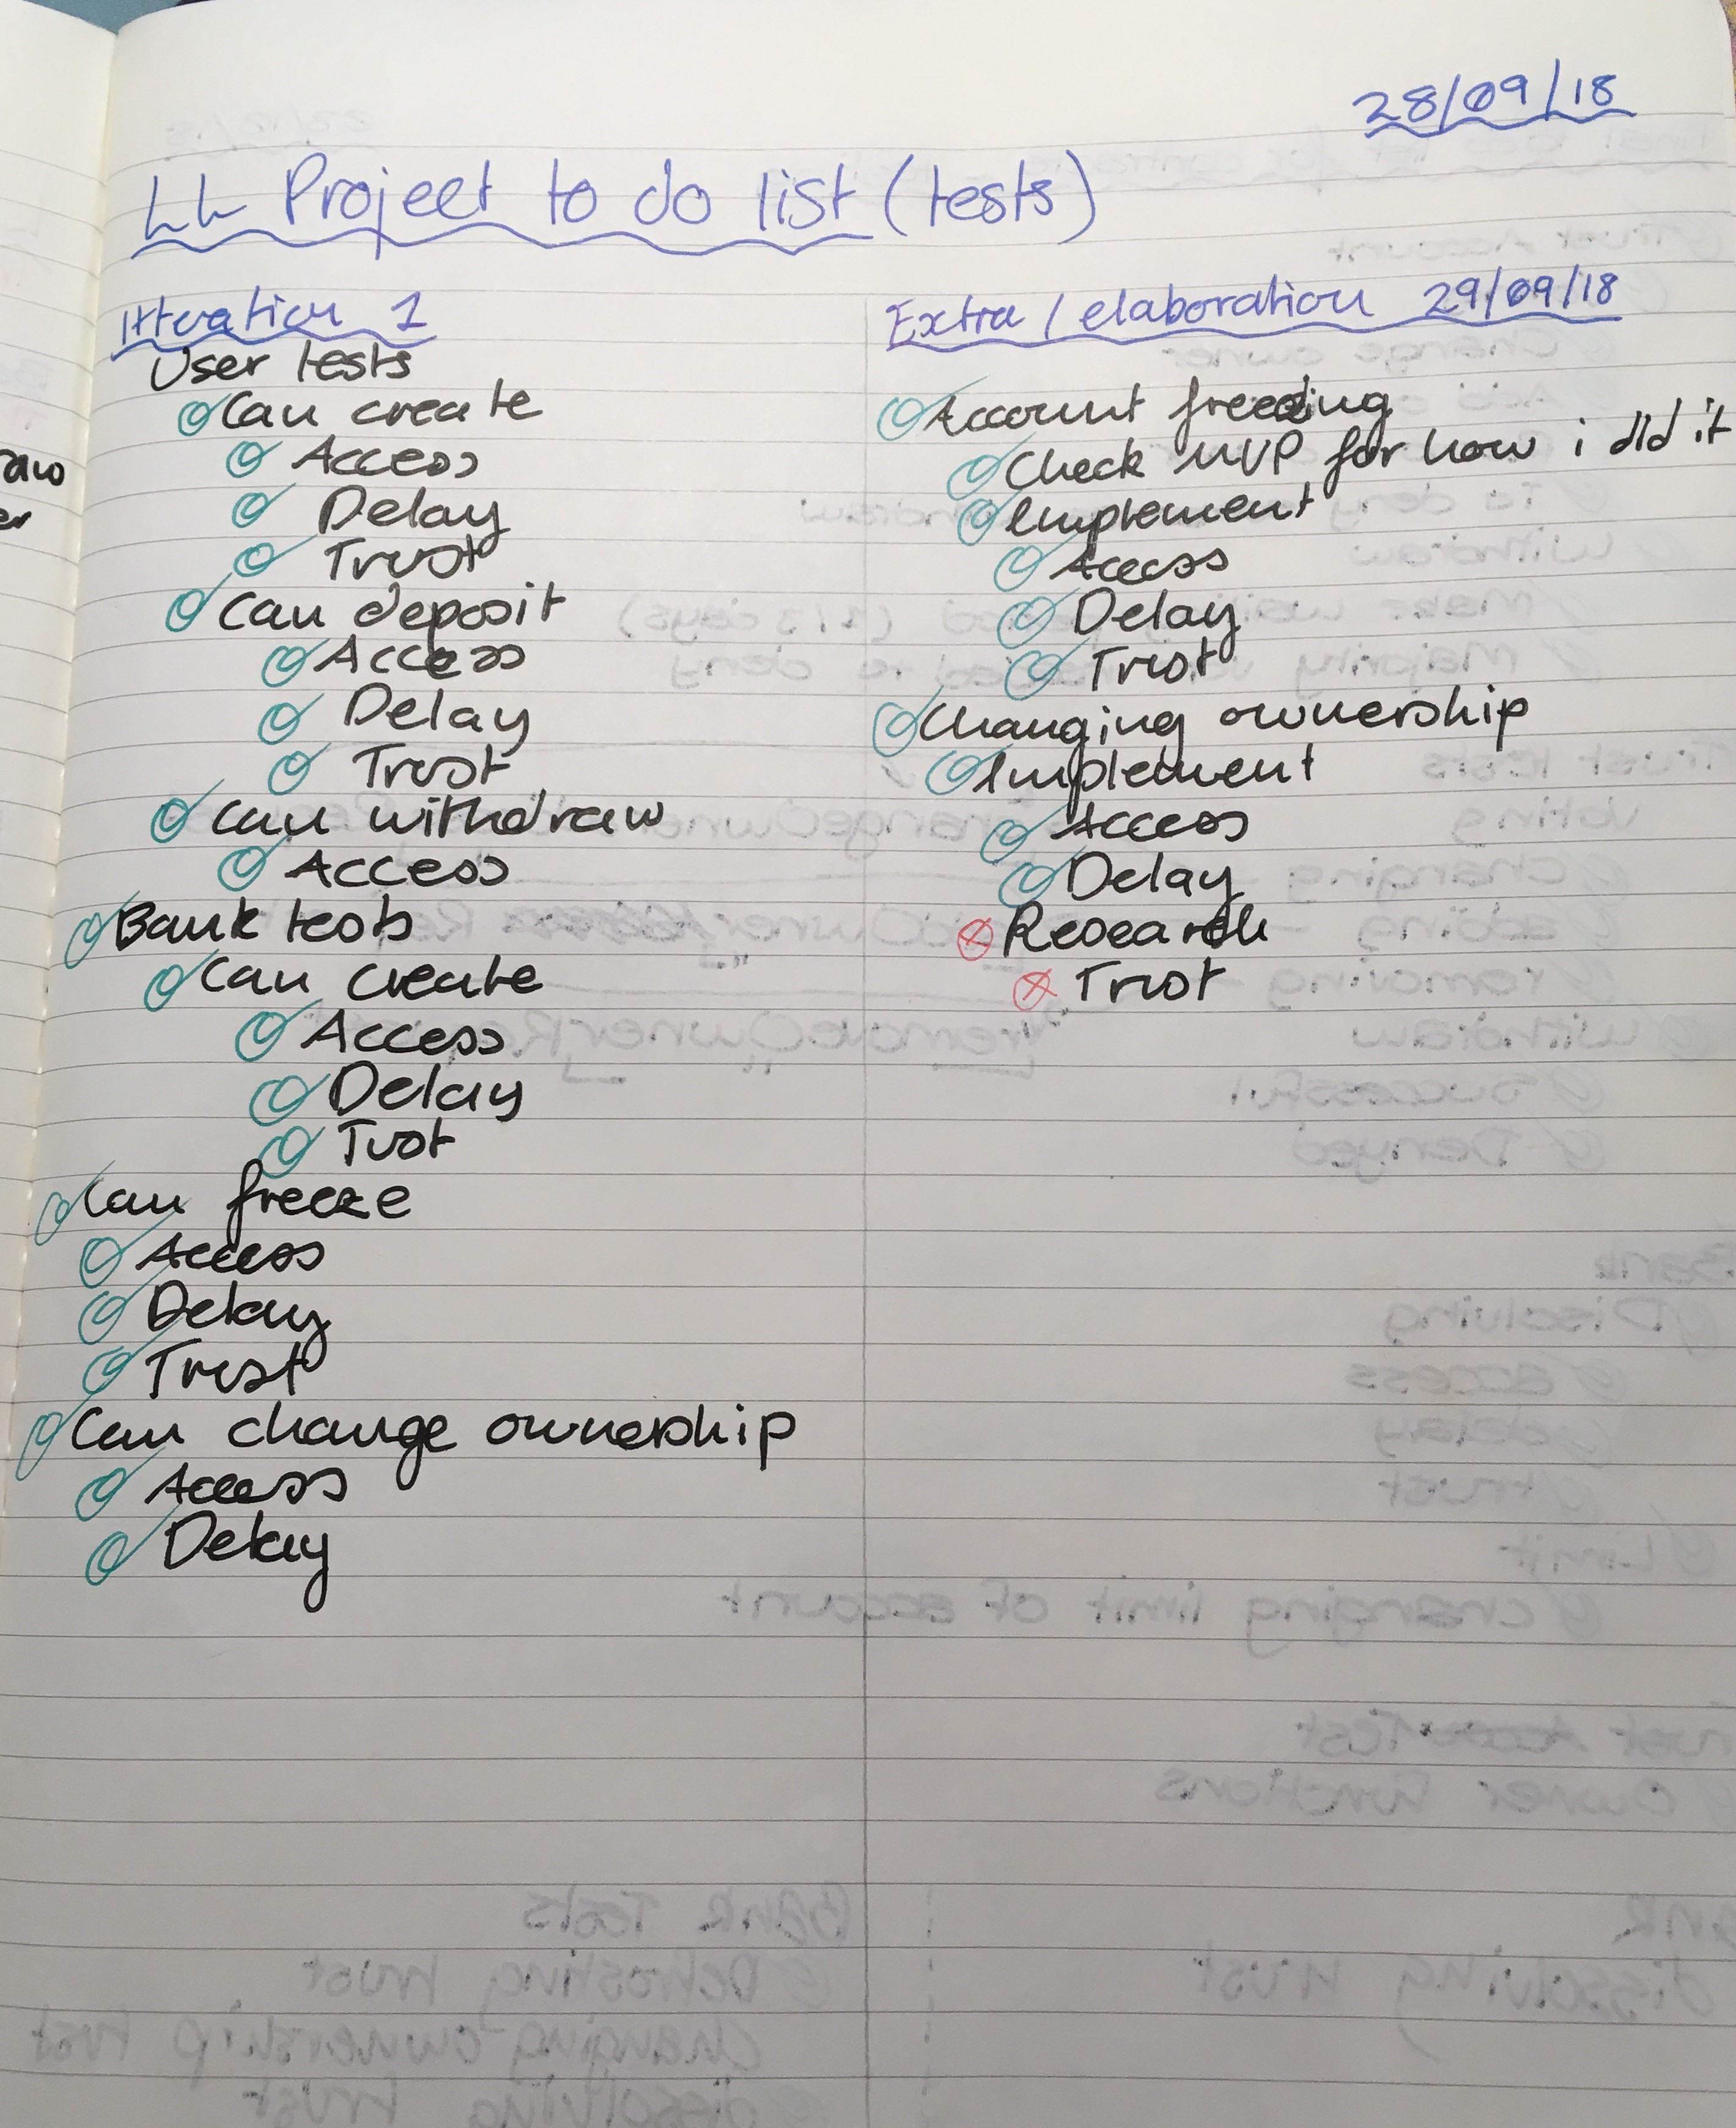 28/09/18
LL Project to do list (tests)
Itteration 1
User tests
Can create
Access
Delay
Trust
Can deposit
Access
Delay
Trust
Can withdraw
Access
Bank tests
Can create
Access
Delay
Tust
Can freeze
Access
Delay
Trust
Can change ownership
Access
Delay
Extra / elaboration 29/09/18
Account freezing
Check MVP for how i did it
Implement
Access
Delay
Trust
Changing ownership
Implement
Access
Delay
Research
Trust